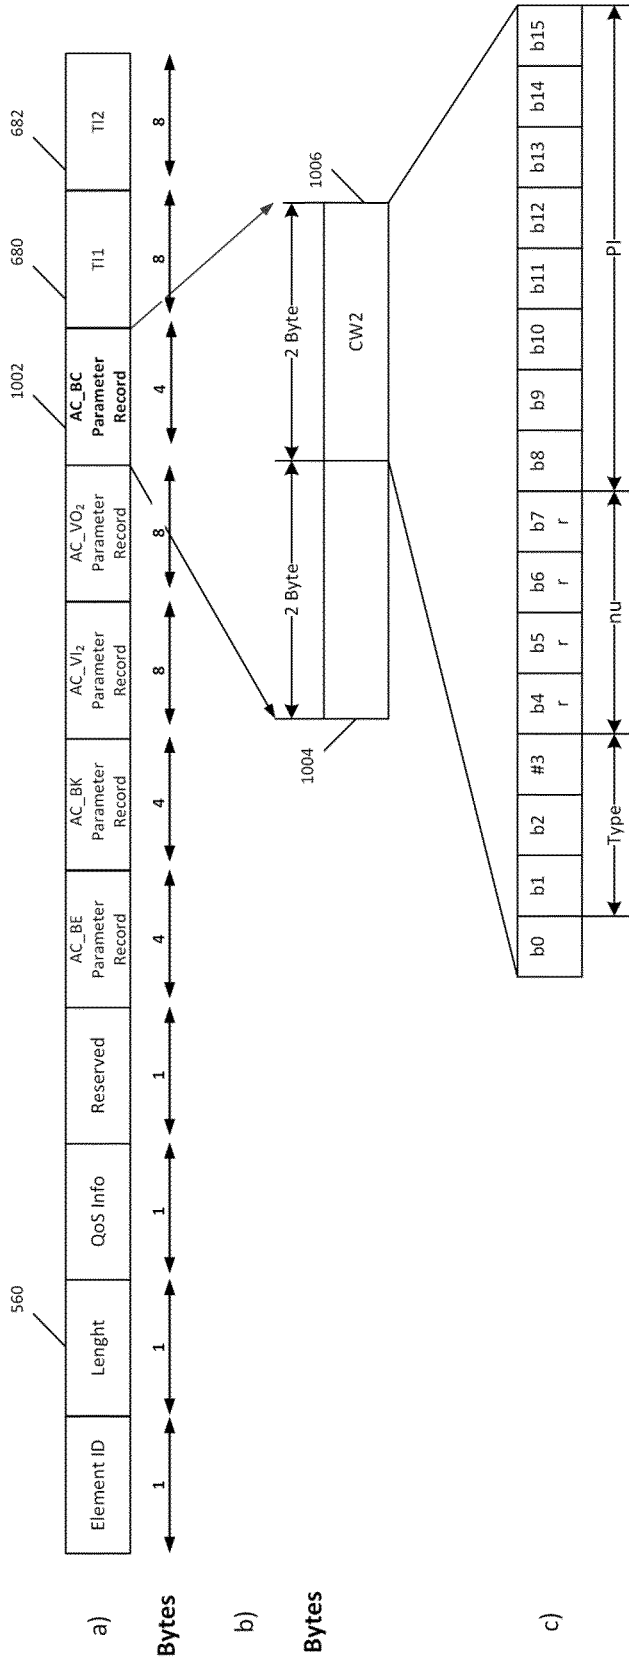 560
1002
680
682
a)
Element ID
Lenght
QoS Info
Reserved
AC_BE
Parameter
Record
AC_BK
Parameter
Record
AC_VI₂
Parameter
Record
AC_VO₂
Parameter
Record
AC_BC
Parameter
Record
TI1
TI2
Bytes
1
1
1
1
4
4
8
8
4
8
8
b)
Bytes
2 Byte
2 Byte
CW2
1004
1006
c)
b0
b1
b2
#3
b4
r
b5
r
b6
r
b7
r
b8
b9
b10
b11
b12
b13
b14
b15
Type
nu
PI